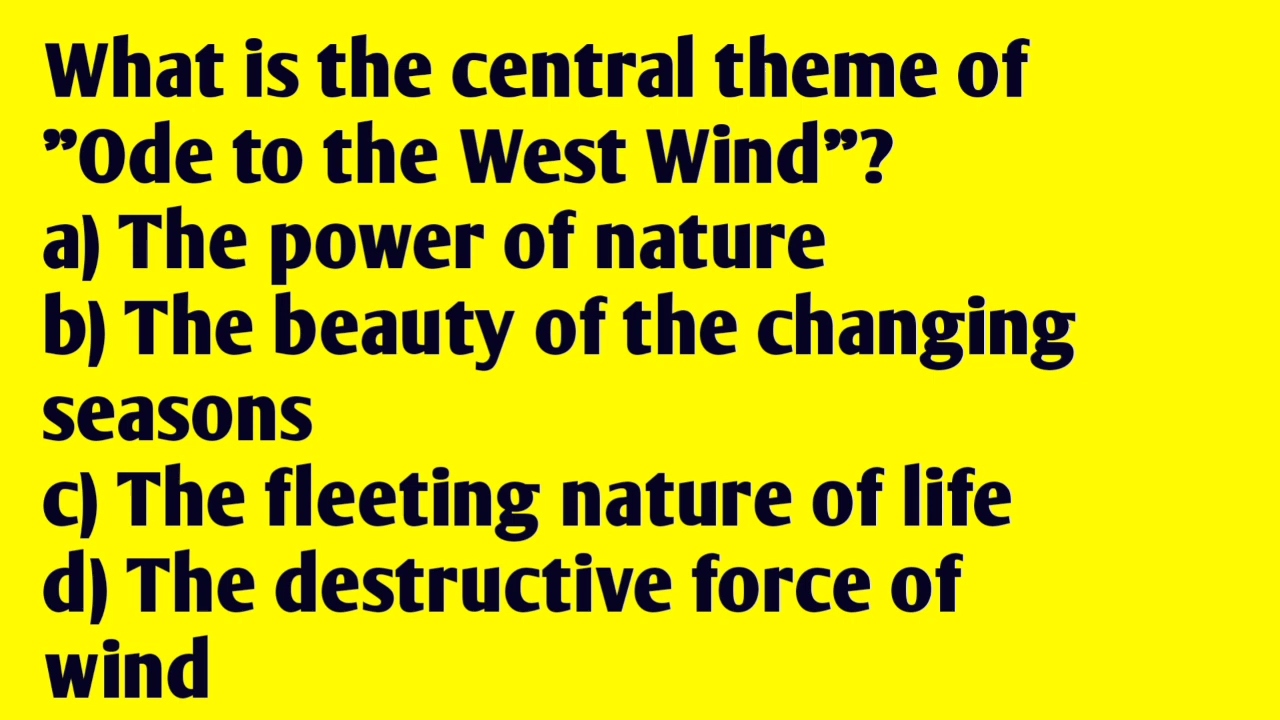 What is the central theme of
”Ode to the West Wind”?
a) The power of nature
b) The beauty of the changing
seasons
c) The fleeting nature of life
d) The destructive force of
wind